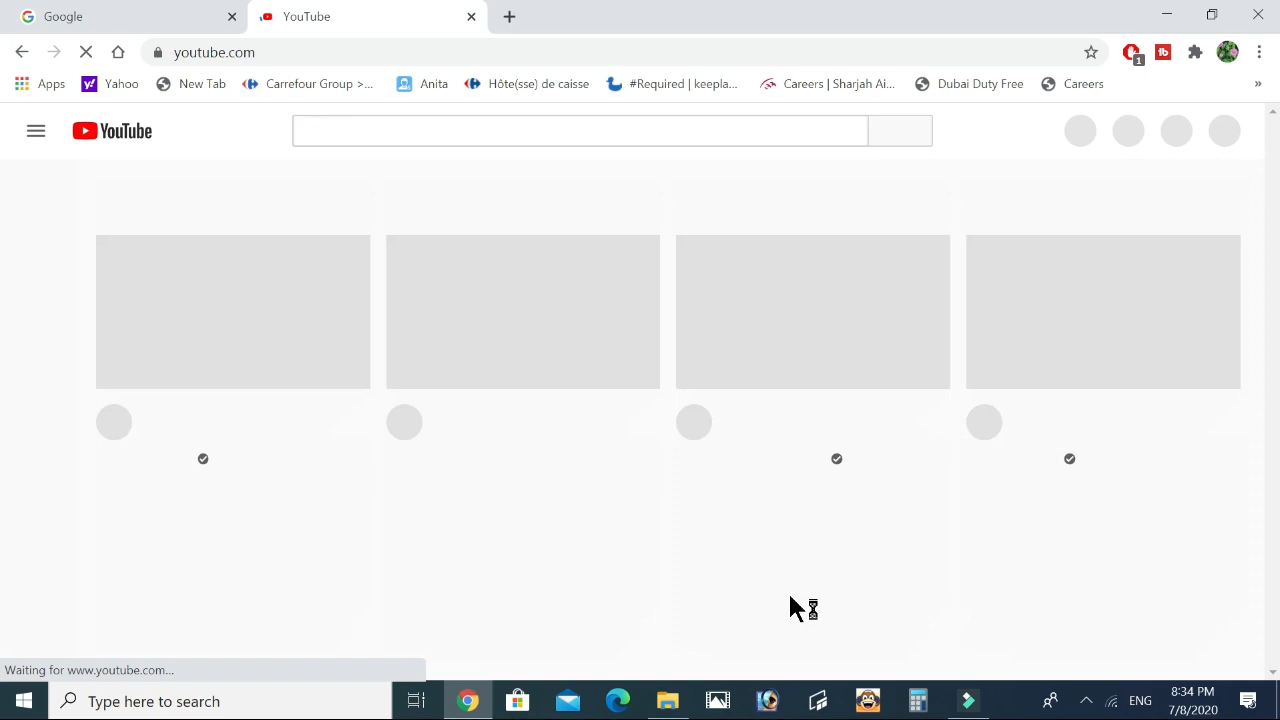 Google
YouTube
youtube.com
1
Apps
Yahoo
New Tab
Carrefour Group >...
Anita
Hôte(sse) de caisse
#Required | keepla...
Careers | Sharjah Ai...
Dubai Duty Free
Careers
»
YouTube
Waiting for www.youtube.com...
Type here to search
ENG
8:34 PM
7/8/2020